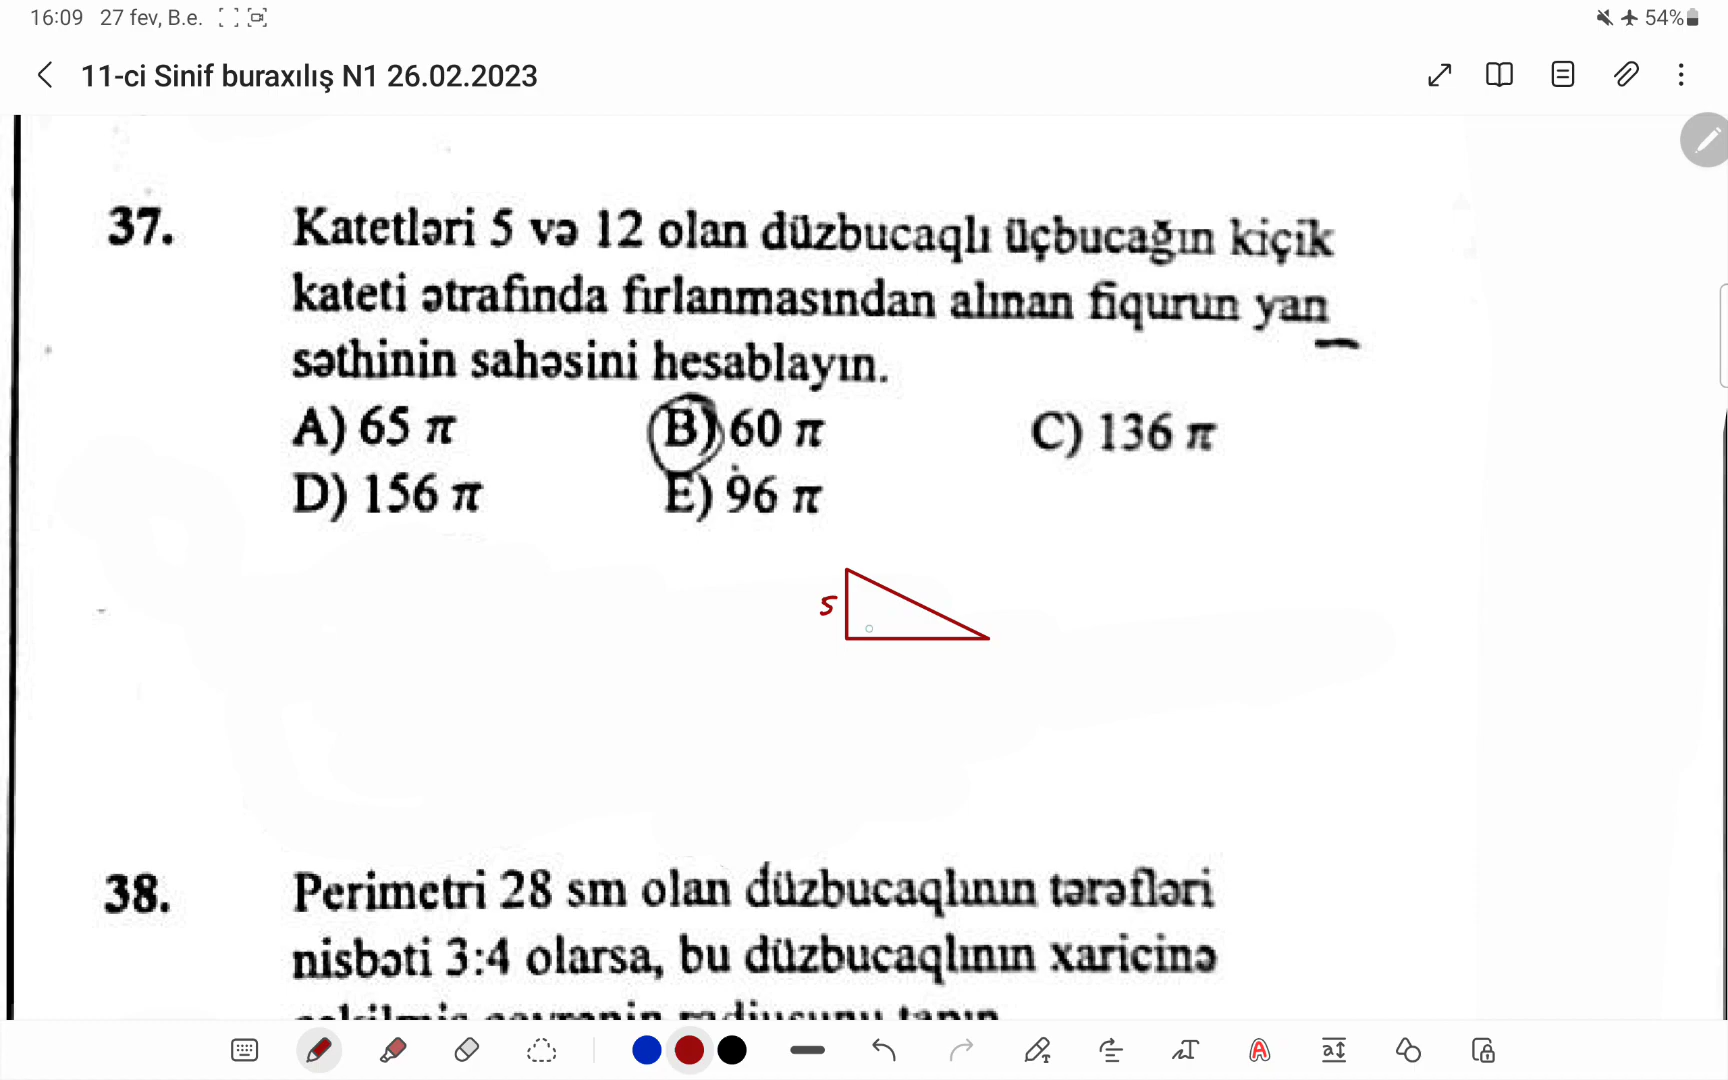 16:09 27 fev, B.e.
54%
11-ci Sinif buraxılış N1 26.02.2023
37. Katetləri 5 və 12 olan düzbucaqlı üçbucağın kiçik
kateti ətrafında fırlanmasından alınan fiqurun yan
səthinin sahəsini hesablayın.
A) 65 π B) 60 π C) 136 π
D) 156 π E) 96 π
5
38. Perimetri 28 sm olan düzbucaqlının tərəfləri
nisbəti 3:4 olarsa, bu düzbucaqlının xaricinə